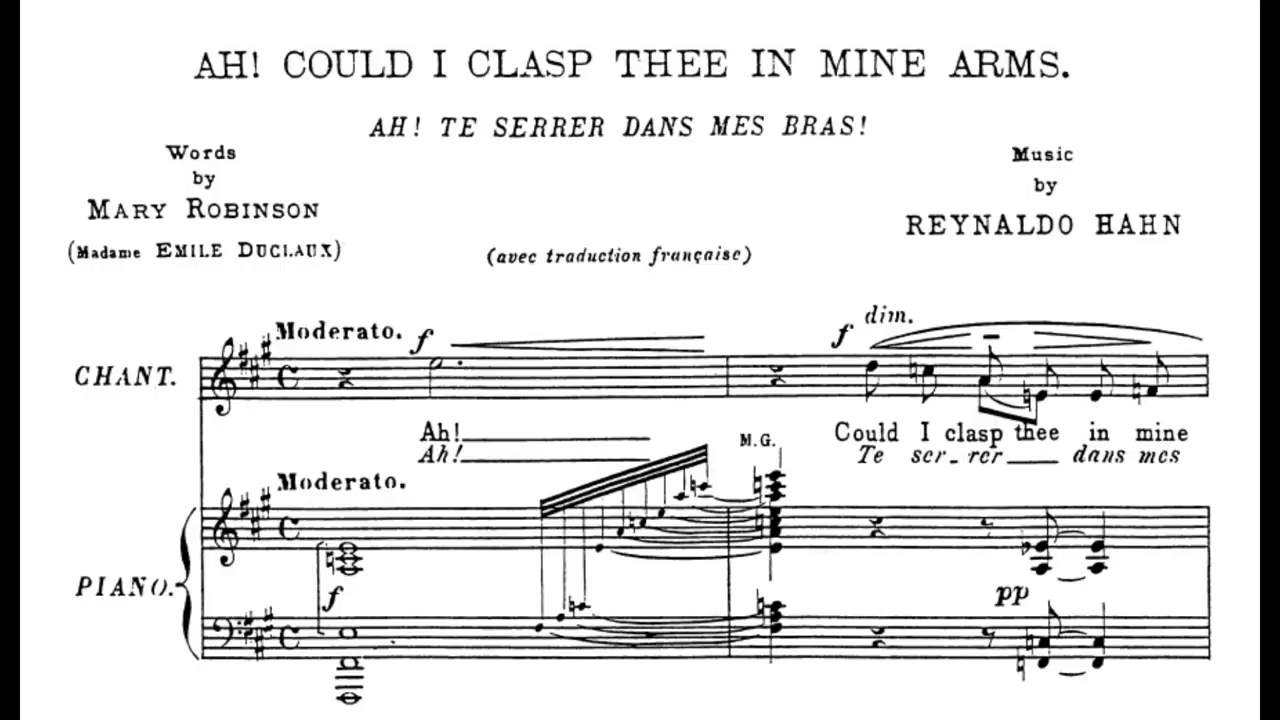 AH! COULD I CLASP THEE IN MINE ARMS.
AH! TE SERRER DANS MES BRAS!
Words
by
MARY ROBINSON
(Madame EMILE DUCLAUX)
Music
by
REYNALDO HAHN
(avec traduction française)
Moderato.
f
f
dim.
CHANT.
Ah! Could I clasp thee in mine
Ah! Te ser_rer dans mes
M.G.
Moderato.
PIANO.
f
pp